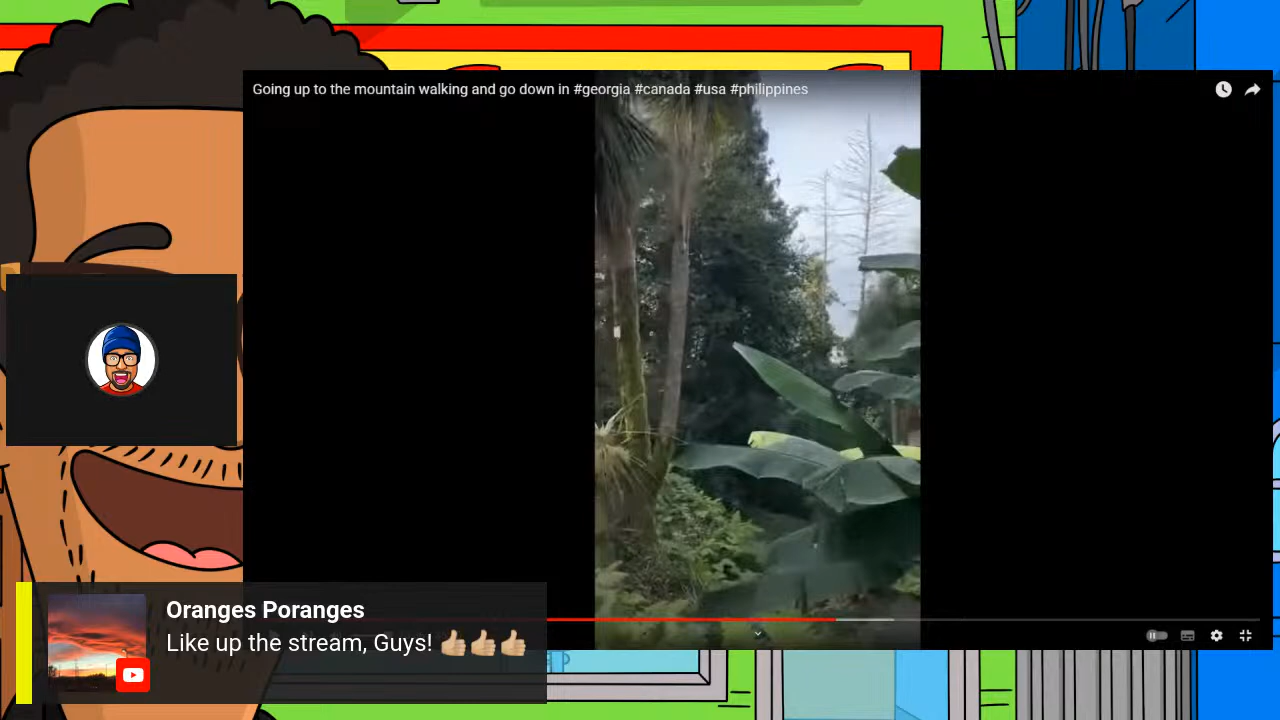 Going up to the mountain walking and go down in #georgia #canada #usa #philippines
Oranges Poranges
Like up the stream, Guys! 👍🏼👍🏼👍🏼